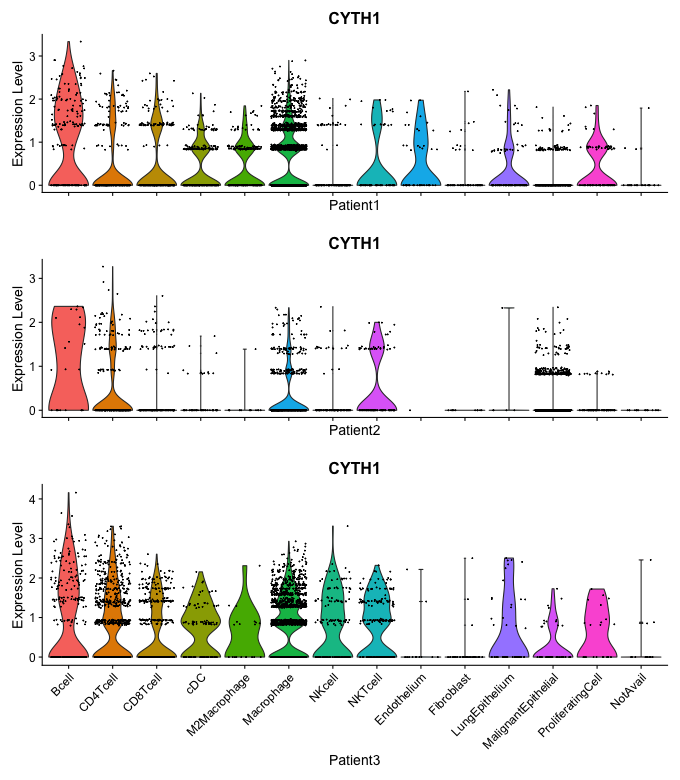 CYTH1
Expression Level
3
2
1
0
Patient1
CYTH1
Expression Level
3
2
1
0
Patient2
CYTH1
Expression Level
4
3
2
1
0
Bcell
CD4Tcell
CD8Tcell
cDC
M2Macrophage
Macrophage
NKcell
NKTcell
Endothelium
Fibroblast
LungEpithelium
MalignantEpithelial
ProliferatingCell
NotAvail
Patient3